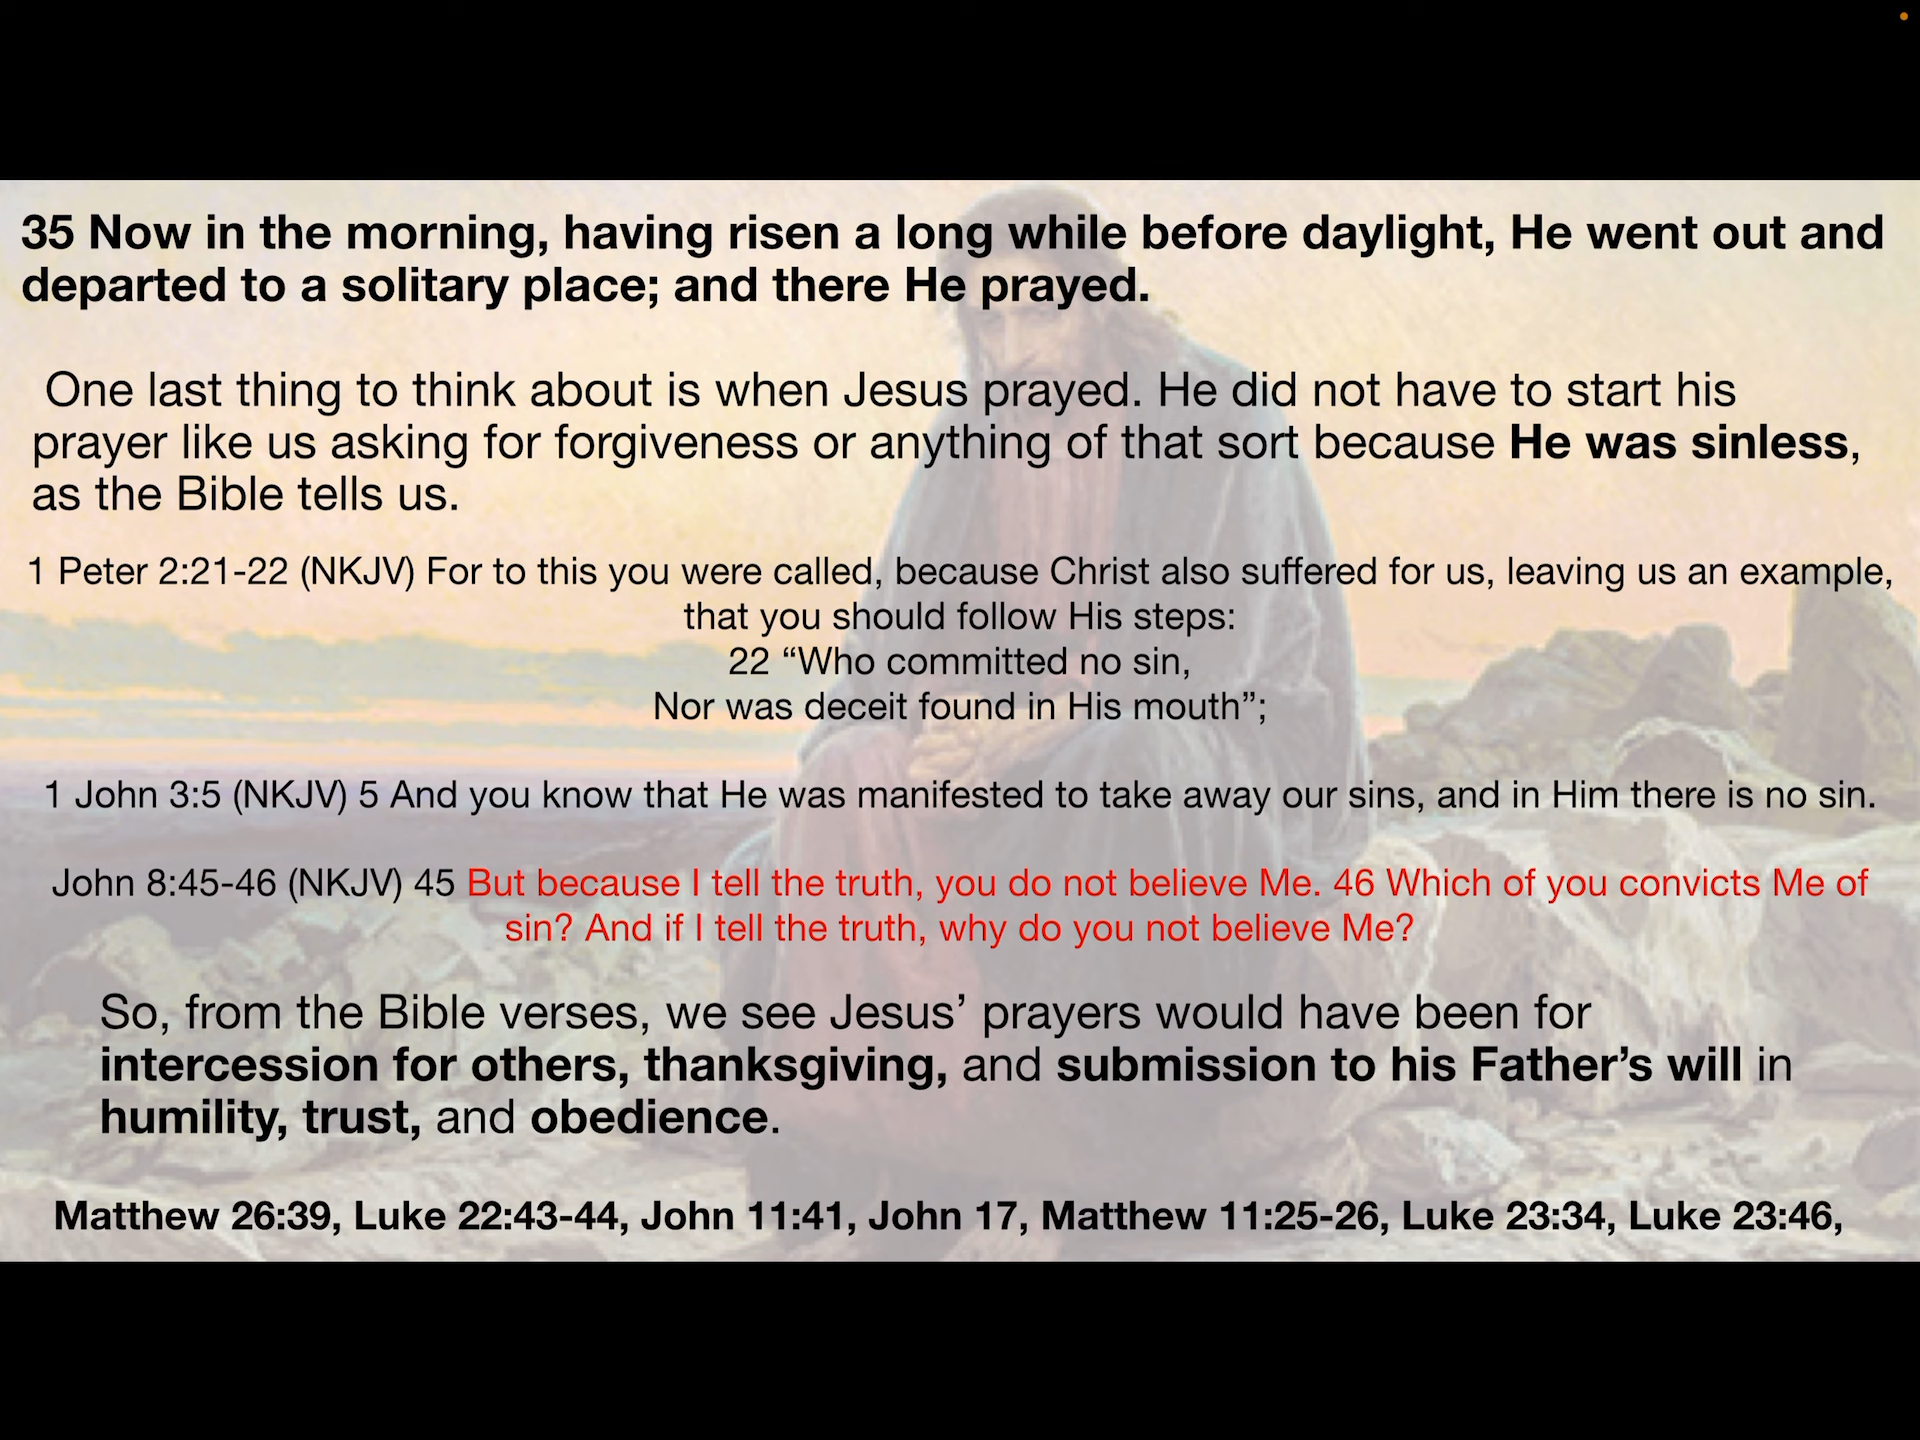 35 Now in the morning, having risen a long while before daylight, He went out and
departed to a solitary place; and there He prayed.
One last thing to think about is when Jesus prayed. He did not have to start his
prayer like us asking for forgiveness or anything of that sort because He was sinless,
as the Bible tells us.
1 Peter 2:21-22 (NKJV) For to this you were called, because Christ also suffered for us, leaving us an example,
that you should follow His steps:
22 “Who committed no sin,
Nor was deceit found in His mouth”;
1 John 3:5 (NKJV) 5 And you know that He was manifested to take away our sins, and in Him there is no sin.
John 8:45-46 (NKJV) 45 But because I tell the truth, you do not believe Me. 46 Which of you convicts Me of
sin? And if I tell the truth, why do you not believe Me?
So, from the Bible verses, we see Jesus’ prayers would have been for
intercession for others, thanksgiving, and submission to his Father’s will in
humility, trust, and obedience.
Matthew 26:39, Luke 22:43-44, John 11:41, John 17, Matthew 11:25-26, Luke 23:34, Luke 23:46,